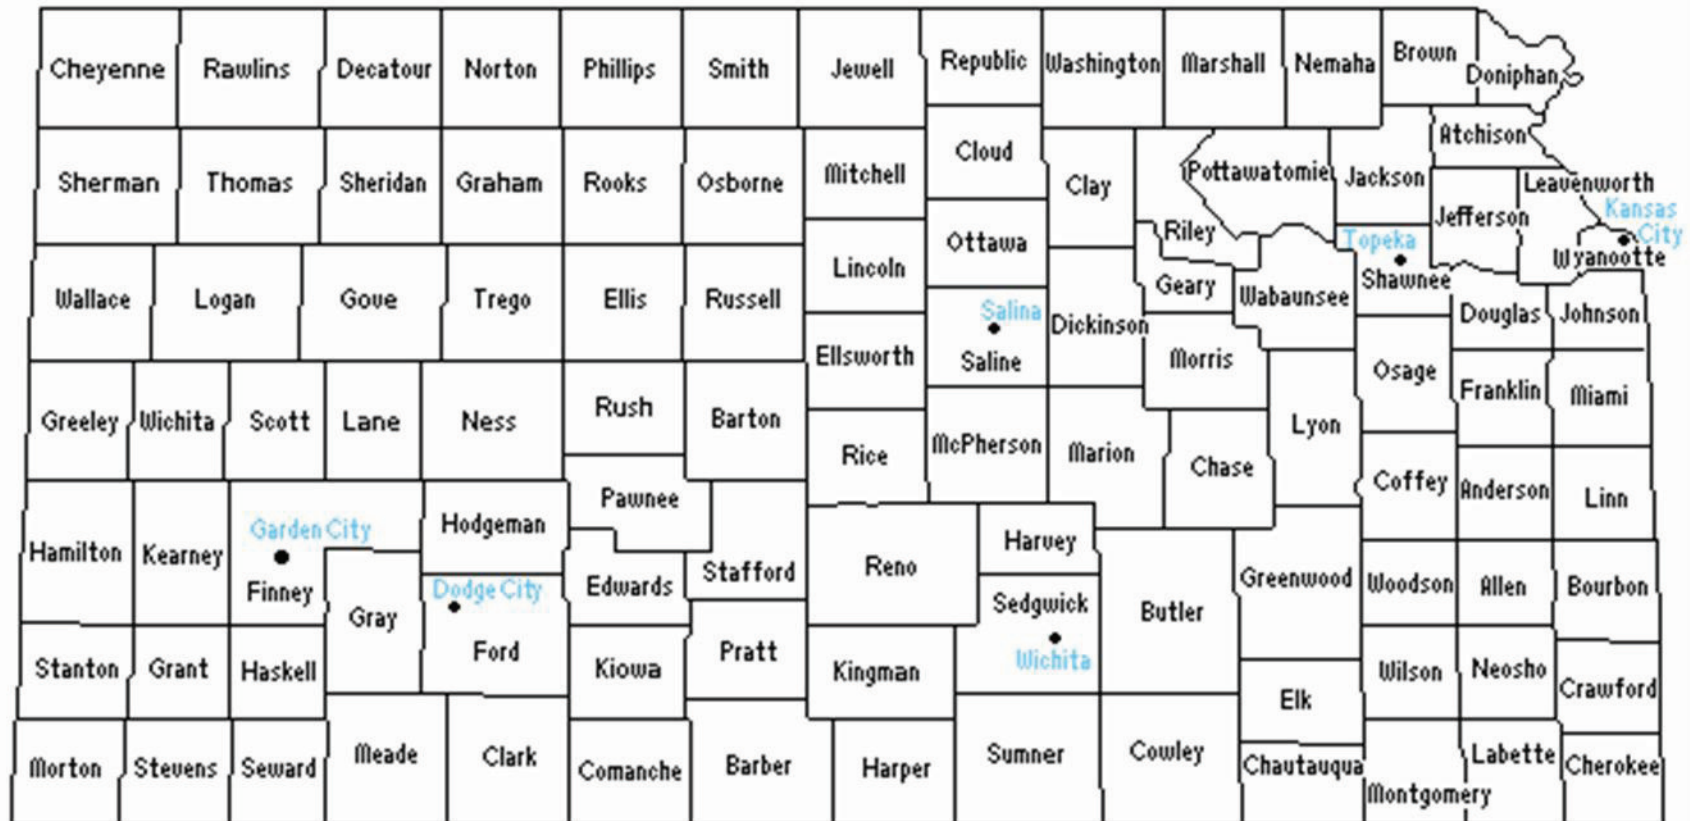 Cheyenne
Rawlins
Decatour
Norton
Phillips
Smith
Jewell
Republic
Washington
Marshall
Nemaha
Brown
Doniphan
Sherman
Thomas
Sheridan
Graham
Rooks
Osborne
Mitchell
Cloud
Clay
Pottawatomie
Jackson
Atchison
Leavenworth
Jefferson
Kansas
City
Wyanootte
Riley
Topeka
Shawnee
Ottawa
Lincoln
Wallace
Logan
Gove
Trego
Ellis
Russell
Salina
Saline
Dickinson
Geary
Wabaunsee
Douglas
Johnson
Ellsworth
Morris
Osage
Franklin
Miami
Greeley
Wichita
Scott
Lane
Ness
Rush
Barton
Rice
McPherson
Marion
Chase
Lyon
Coffey
Anderson
Linn
Pawnee
Hodgeman
Garden City
Hamilton
Kearney
Finney
Gray
Dodge City
Ford
Edwards
Stafford
Reno
Harvey
Sedgwick
Wichita
Butler
Greenwood
Woodson
Allen
Bourbon
Stanton
Grant
Haskell
Kiowa
Pratt
Kingman
Elk
Wilson
Neosho
Crawford
Morton
Stevens
Seward
Meade
Clark
Comanche
Barber
Harper
Sumner
Cowley
Chautauqua
Montgomery
Labette
Cherokee